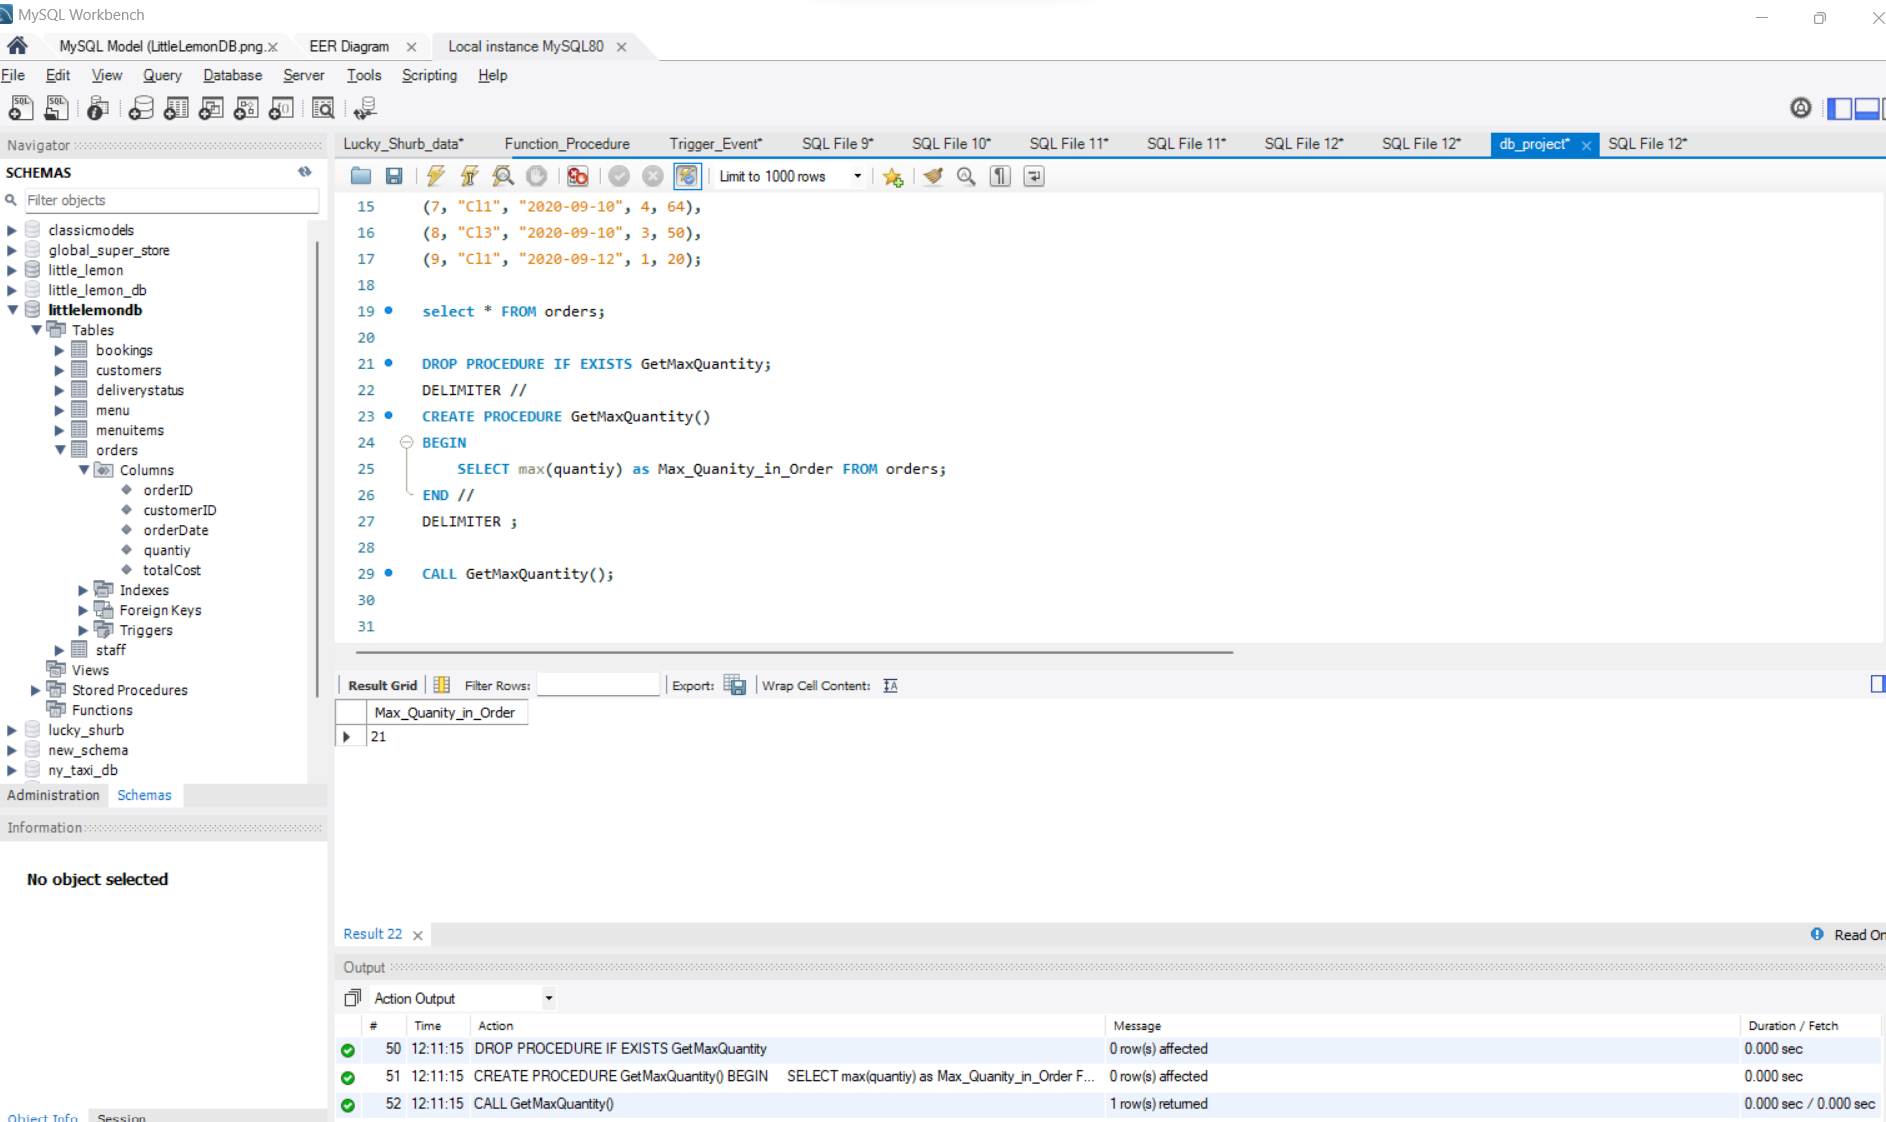 MySQL Workbench
MySQL Model (LittleLemonDB.png.× EER Diagram × Local instance MySQL80 ×
File Edit View Query Database Server Tools Scripting Help
Navigator
Lucky_Shurb_data* Function_Procedure Trigger_Event* SQL File 9* SQL File 10* SQL File 11* SQL File 11* SQL File 12* SQL File 12* db_project* × SQL File 12*
SCHEMAS
Filter objects
classicmodels
global_super_store
little_lemon
little_lemon_db
littlelemondb
Tables
bookings
customers
deliverystatus
menu
menuitems
orders
Columns
orderID
customerID
orderDate
quantiy
totalCost
Indexes
Foreign Keys
Triggers
staff
Views
Stored Procedures
Functions
lucky_shurb
new_schema
ny_taxi_db
Administration Schemas
Information
No object selected
Object Info Session
Limit to 1000 rows
15 (7, "Cl1", "2020-09-10", 4, 64),
16 (8, "Cl3", "2020-09-10", 3, 50),
17 (9, "Cl1", "2020-09-12", 1, 20);
18
19 select * FROM orders;
20
21 DROP PROCEDURE IF EXISTS GetMaxQuantity;
22 DELIMITER //
23 CREATE PROCEDURE GetMaxQuantity()
24 BEGIN
25 SELECT max(quantiy) as Max_Quanity_in_Order FROM orders;
26 END //
27 DELIMITER ;
28
29 CALL GetMaxQuantity();
30
31
Result Grid Filter Rows: Export: Wrap Cell Content:
Max_Quanity_in_Order
21
Result 22 × Read On
Output
Action Output
# Time Action Message Duration / Fetch
50 12:11:15 DROP PROCEDURE IF EXISTS GetMaxQuantity 0 row(s) affected 0.000 sec
51 12:11:15 CREATE PROCEDURE GetMaxQuantity() BEGIN SELECT max(quantiy) as Max_Quanity_in_Order F... 0 row(s) affected 0.000 sec
52 12:11:15 CALL GetMaxQuantity() 1 row(s) returned 0.000 sec / 0.000 sec